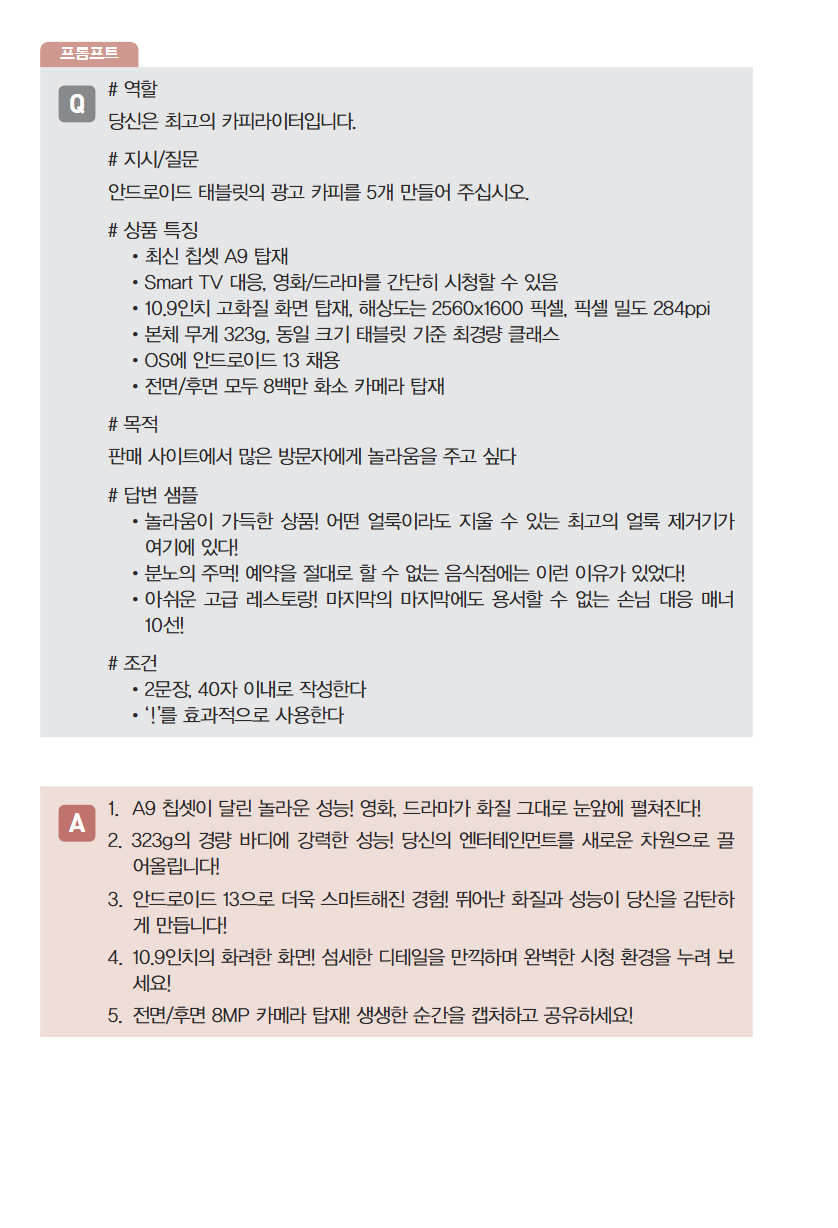 프롬프트
Q
# 역할
당신은 최고의 카피라이터입니다.
# 지시/질문
안드로이드 태블릿의 광고 카피를 5개 만들어 주십시오.
# 상품 특징
• 최신 칩셋 A9 탑재
• Smart TV 대응, 영화/드라마를 간단히 시청할 수 있음
• 10.9인치 고화질 화면 탑재, 해상도는 2560x1600 픽셀, 픽셀 밀도 284ppi
• 본체 무게 323g, 동일 크기 태블릿 기준 최경량 클래스
• OS에 안드로이드 13 채용
• 전면/후면 모두 8백만 화소 카메라 탑재
# 목적
판매 사이트에서 많은 방문자에게 놀라움을 주고 싶다
# 답변 샘플
• 놀라움이 가득한 상품! 어떤 얼룩이라도 지울 수 있는 최고의 얼룩 제거기가
여기에 있다!
• 분노의 주먹! 예약을 절대로 할 수 없는 음식점에는 이런 이유가 있었다!
• 아쉬운 고급 레스토랑! 마지막의 마지막에도 용서할 수 없는 손님 대응 매너
10선!
# 조건
• 2문장, 40자 이내로 작성한다
• ‘!’를 효과적으로 사용한다
A
1. A9 칩셋이 달린 놀라운 성능! 영화, 드라마가 화질 그대로 눈앞에 펼쳐진다!
2. 323g의 경량 바디에 강력한 성능! 당신의 엔터테인먼트를 새로운 차원으로 끌
어올립니다!
3. 안드로이드 13으로 더욱 스마트해진 경험! 뛰어난 화질과 성능이 당신을 감탄하
게 만듭니다!
4. 10.9인치의 화려한 화면! 섬세한 디테일을 만끽하며 완벽한 시청 환경을 누려 보
세요!
5. 전면/후면 8MP 카메라 탑재! 생생한 순간을 캡처하고 공유하세요!